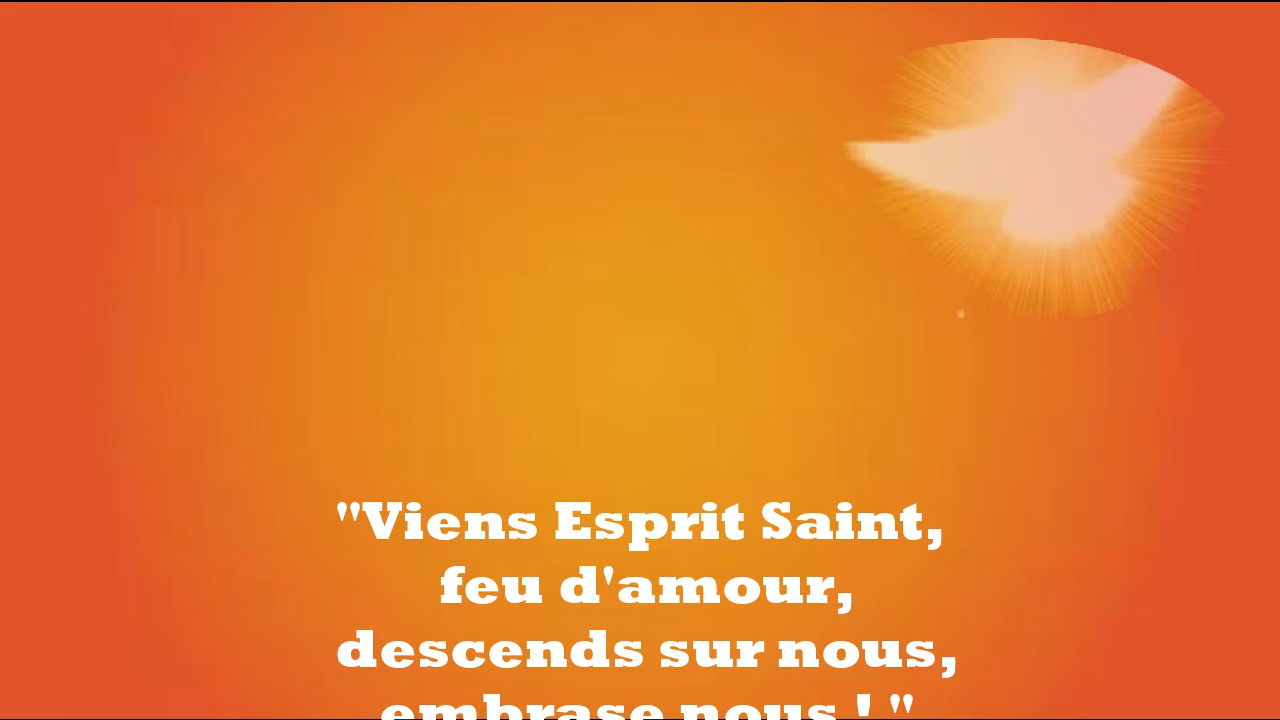 "Viens Esprit Saint,
feu d'amour,
descends sur nous,
embrase nous ! "